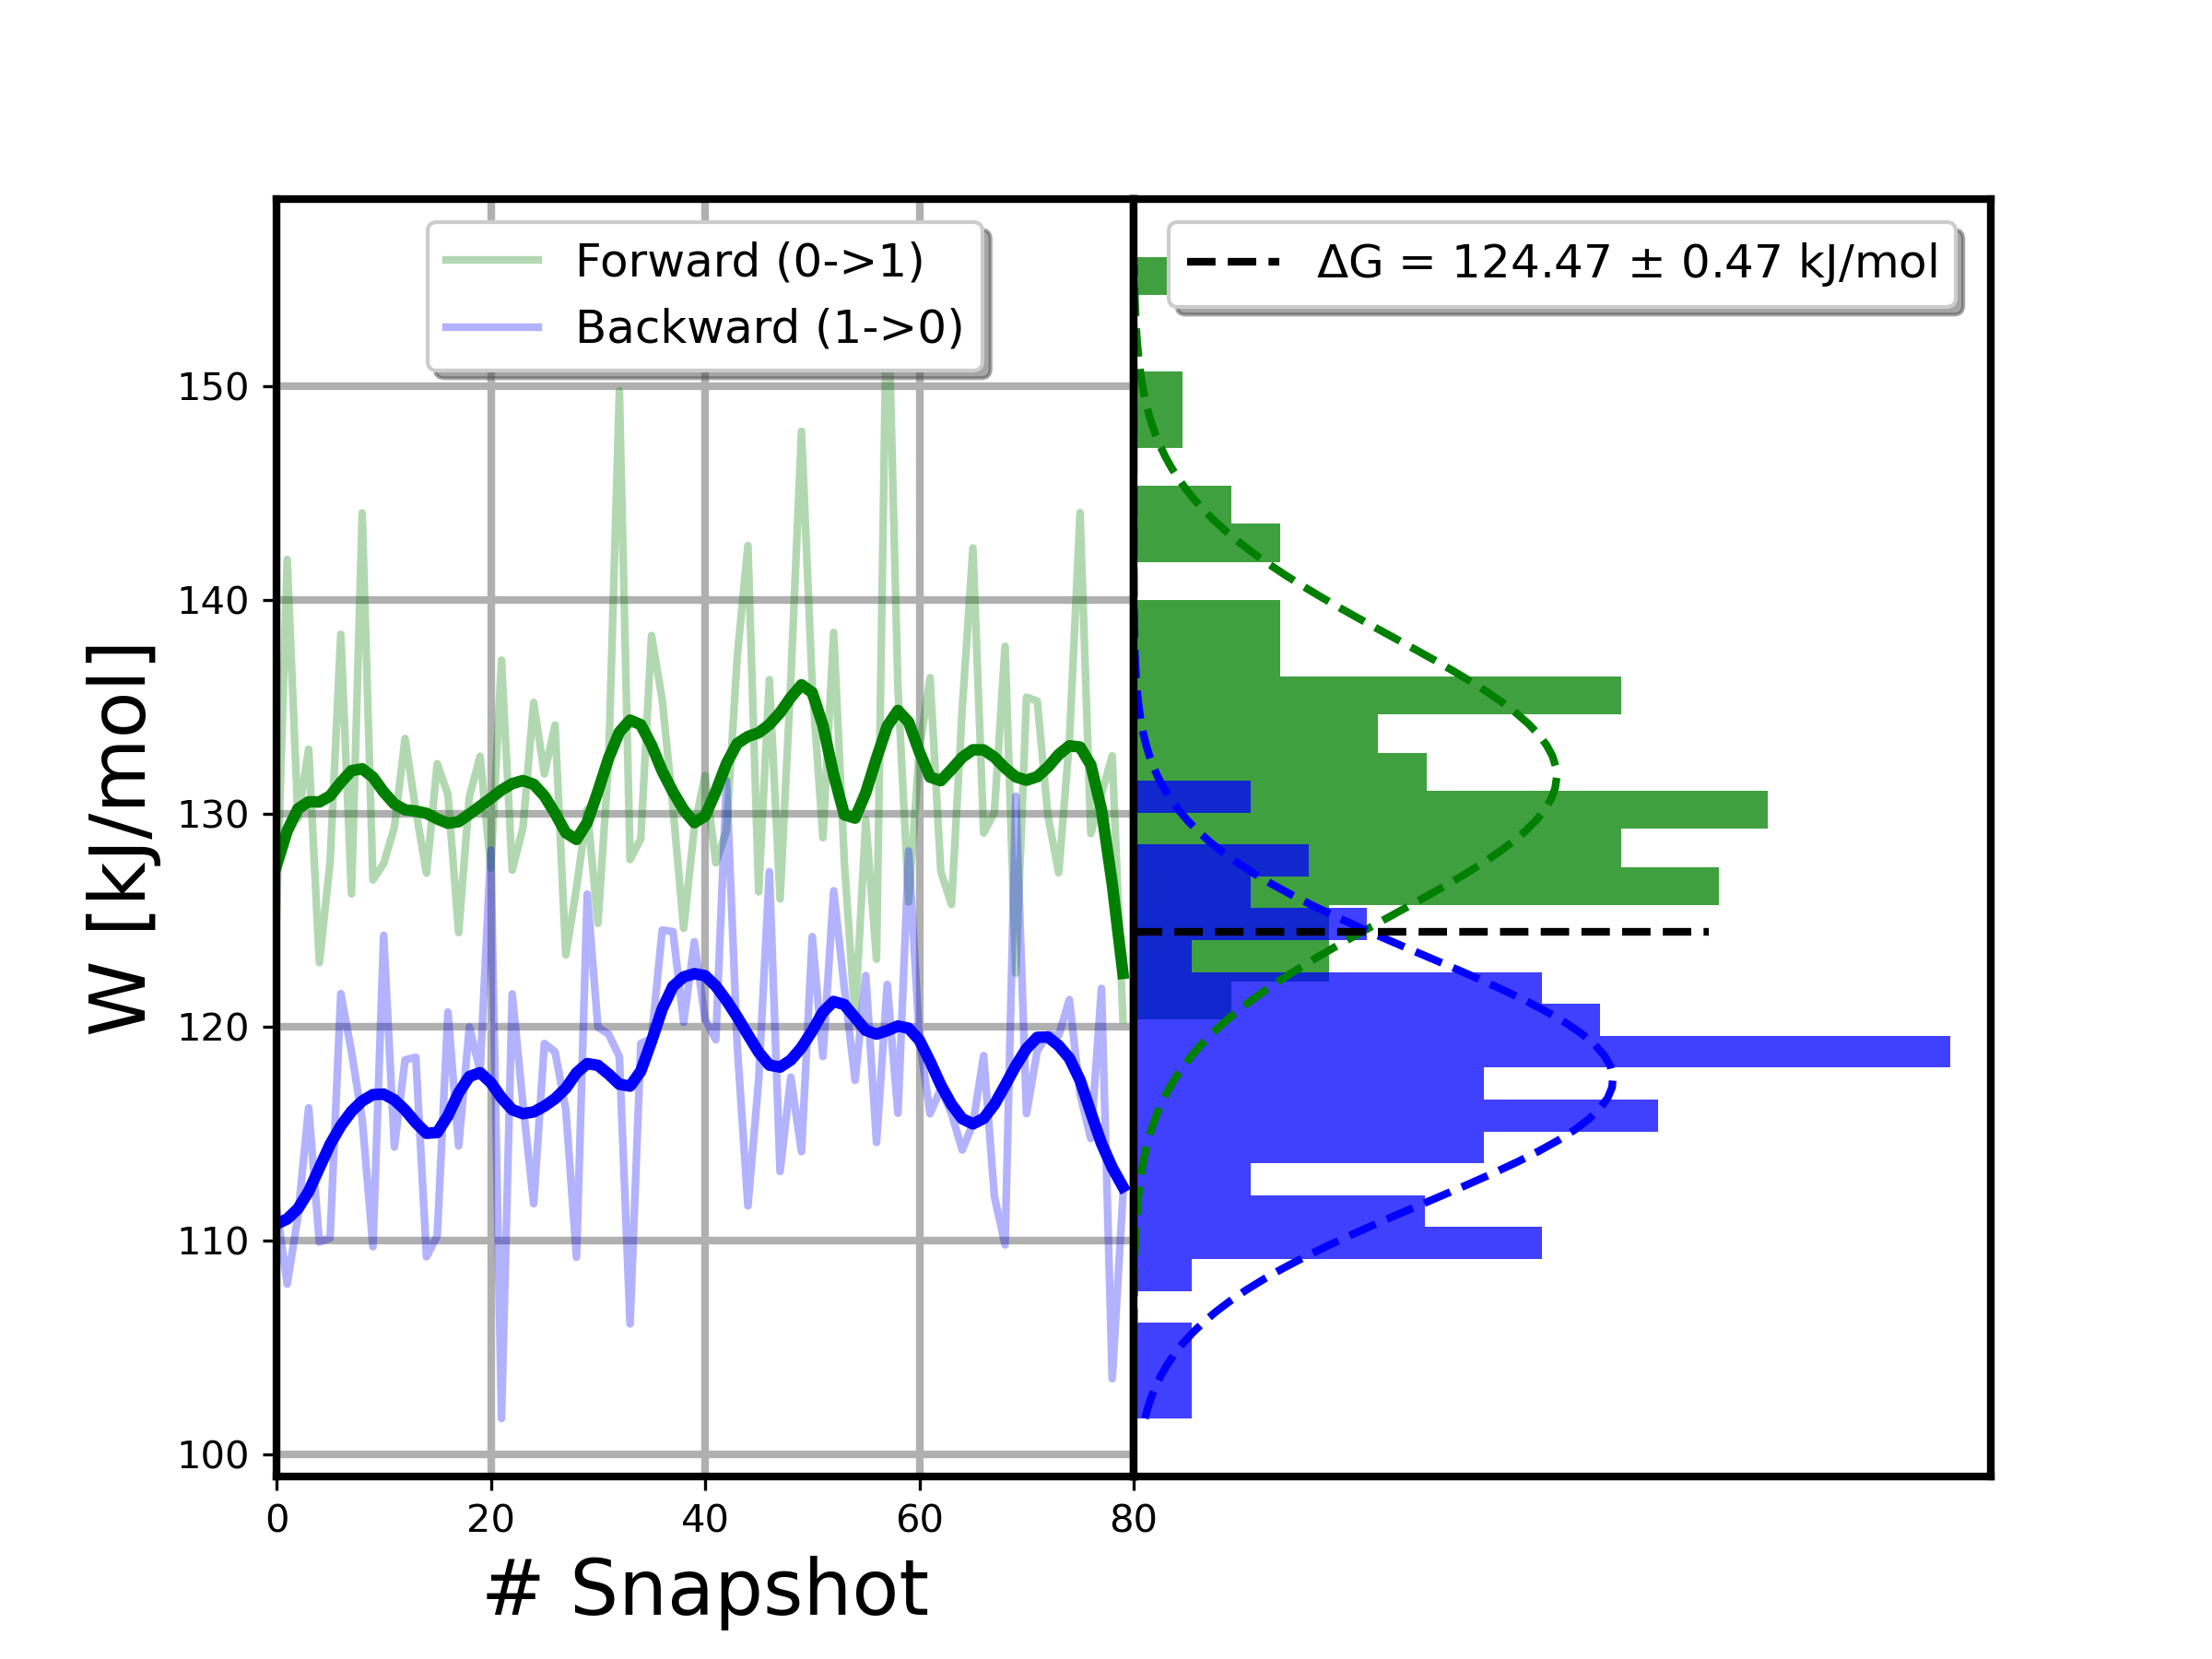 Forward (0->1)
Backward (1->0)
ΔG = 124.47 ± 0.47 kJ/mol
W [kJ/mol]
150
140
130
120
110
100
0 20 40 60 80
# Snapshot